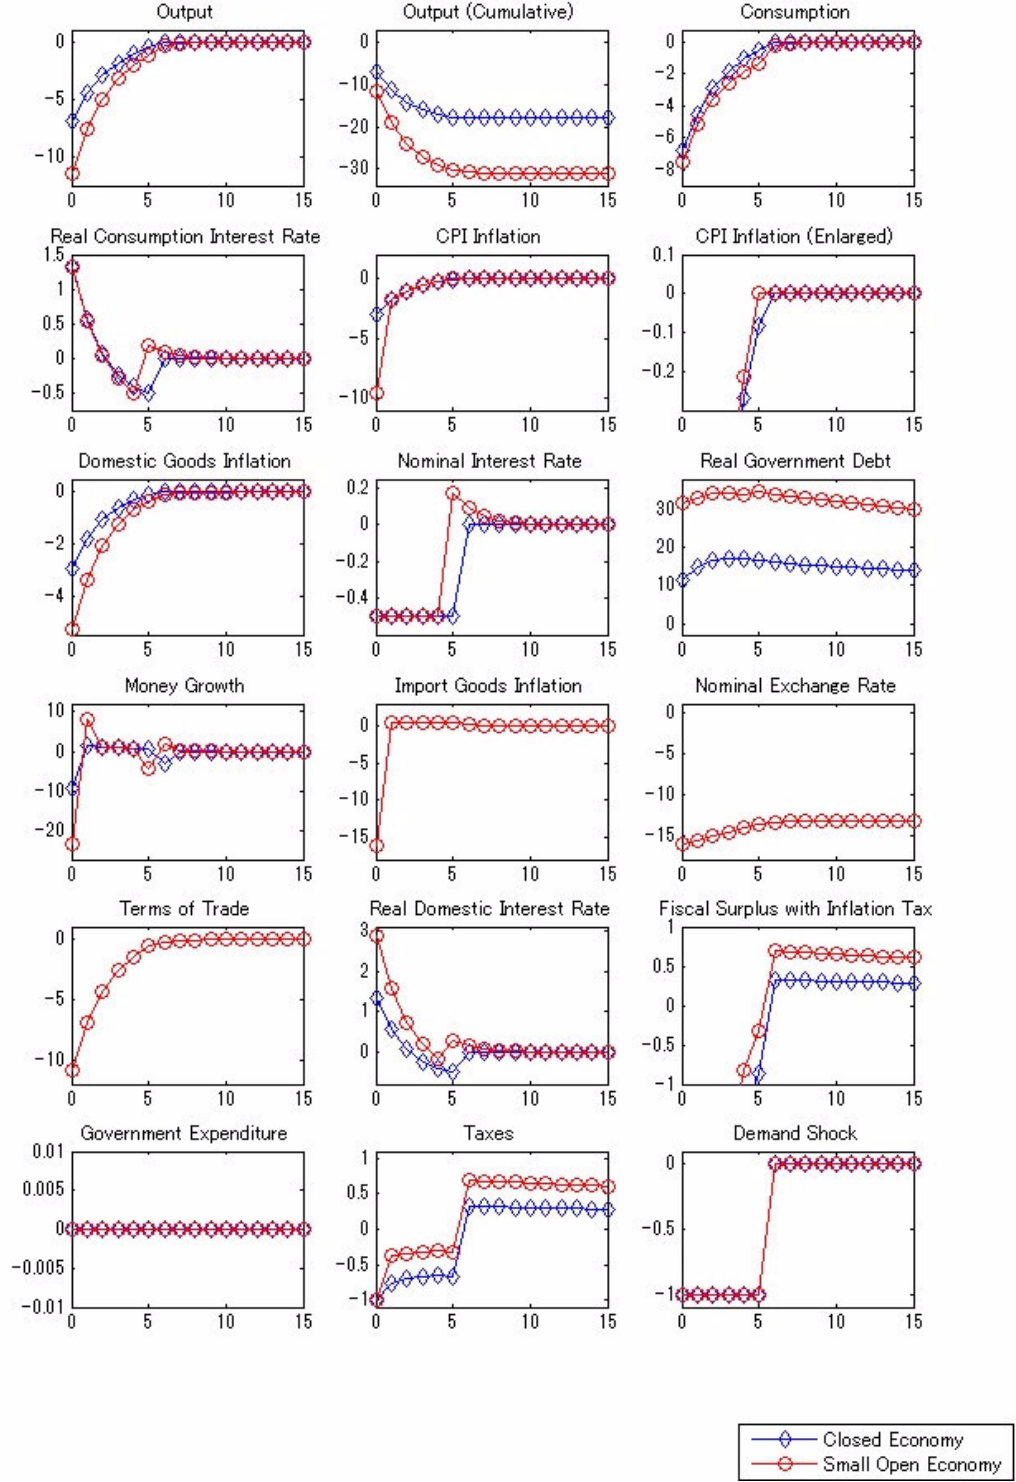 Output
0
-5
-10
0 5 10 15
Output (Cumulative)
0
-10
-20
-30
0 5 10 15
Consumption
0
-2
-4
-6
-8
0 5 10 15
Real Consumption Interest Rate
1.5
1
0.5
0
-0.5
0 5 10 15
CPI Inflation
0
-5
-10
0 5 10 15
CPI Inflation (Enlarged)
0.1
0
-0.1
-0.2
0 5 10 15
Domestic Goods Inflation
0
-2
-4
0 5 10 15
Nominal Interest Rate
0.2
0
-0.2
-0.4
0 5 10 15
Real Government Debt
30
20
10
0
0 5 10 15
Money Growth
10
0
-10
-20
0 5 10 15
Import Goods Inflation
0
-5
-10
-15
0 5 10 15
Nominal Exchange Rate
0
-5
-10
-15
0 5 10 15
Terms of Trade
0
-5
-10
0 5 10 15
Real Domestic Interest Rate
3
2
1
0
0 5 10 15
Fiscal Surplus with Inflation Tax
1
0.5
0
-0.5
-1
0 5 10 15
Government Expenditure
0.01
0.005
0
-0.005
-0.01
0 5 10 15
Taxes
1
0.5
0
-0.5
-1
0 5 10 15
Demand Shock
0
-0.5
-1
0 5 10 15
Closed Economy
Small Open Economy